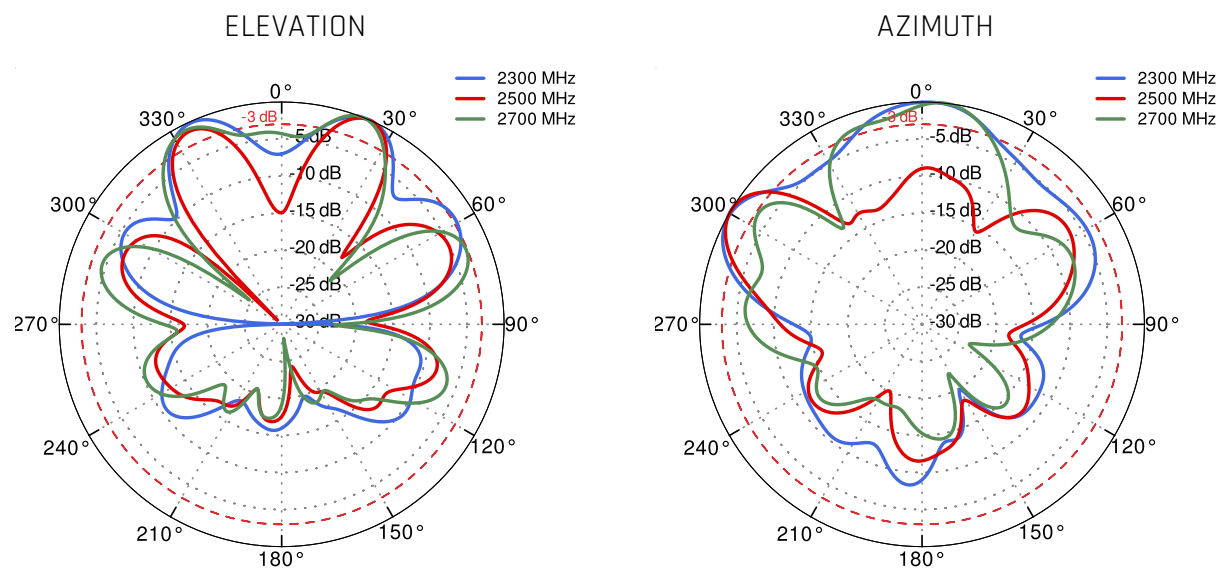 ELEVATION
2300 MHz
2500 MHz
2700 MHz
0°
30°
60°
90°
120°
150°
180°
210°
240°
270°
300°
330°
-3 dB
-5 dB
-10 dB
-15 dB
-20 dB
-25 dB
-30 dB
AZIMUTH
2300 MHz
2500 MHz
2700 MHz
0°
30°
60°
90°
120°
150°
180°
210°
240°
270°
300°
330°
-3 dB
-5 dB
-10 dB
-15 dB
-20 dB
-25 dB
-30 dB